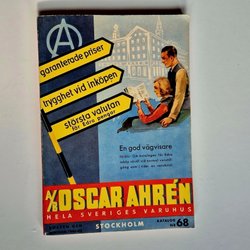 garanterade priser
trygghet vid inköpen
största valutan
för Edra pengar
En god vägvisare
A/B OSCAR AHRÉN
HELA SVERIGES VARUHUS
STOCKHOLM
KATALOG
NR 68